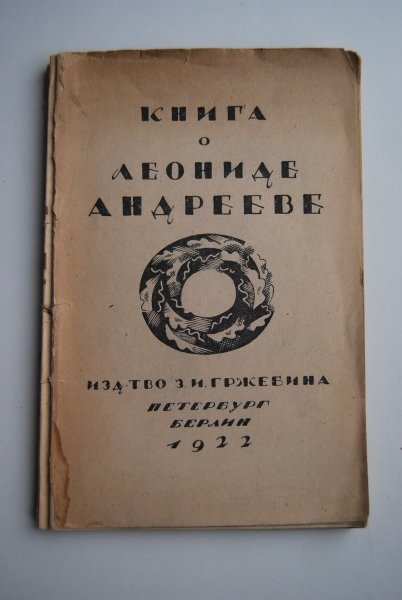 КНИГА
О
ЛЕОНИДЕ
АНДРЕЕВЕ
ИЗД-ТВО З.И.ГРЖЕБИНА
ПЕТЕРБУРГ
БЕРЛИН
1922